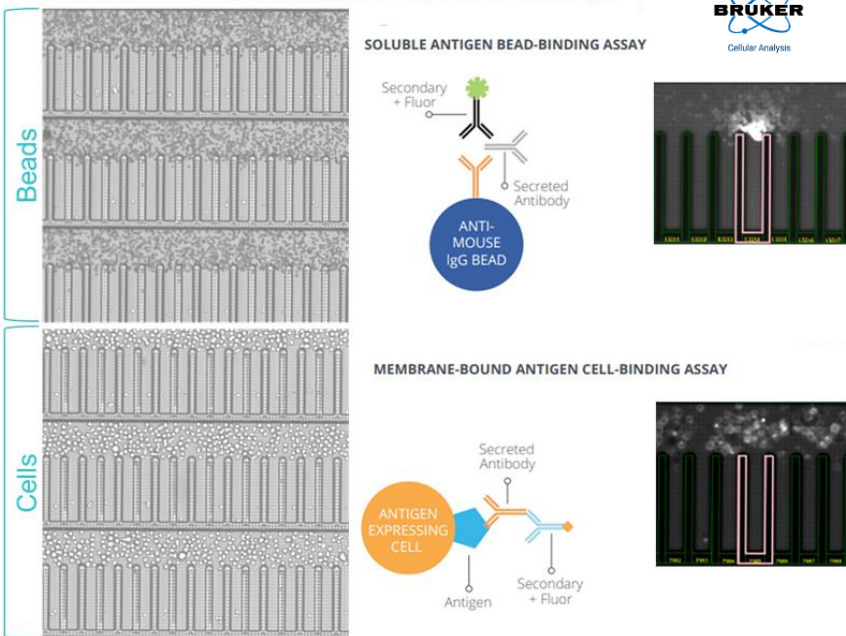 BRUKER
Cellular Analysis
Beads
SOLUBLE ANTIGEN BEAD-BINDING ASSAY
Secondary
+ Fluor
Secreted
Antibody
ANTI-
MOUSE
IgG BEAD
Cells
MEMBRANE-BOUND ANTIGEN CELL-BINDING ASSAY
Secreted
Antibody
ANTIGEN
EXPRESSING
CELL
Antigen
Secondary
+ Fluor